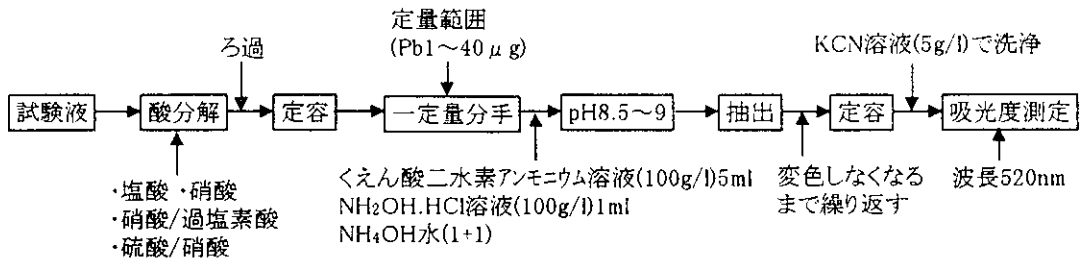 定量範囲
(Pb1～40μg)
ろ過
KCN溶液(5g/l)で洗浄
試験液
酸分解
定容
一定量分手
pH8.5～9
抽出
定容
吸光度測定
・塩酸・硝酸
・硝酸/過塩素酸
・硫酸/硝酸
くえん酸二水素アンモニウム溶液(100g/l)5ml
NH₂OH.HCl溶液(100g/l)1ml
NH₄OH水(1+1)
変色しなくなる
まで繰り返す
波長520nm